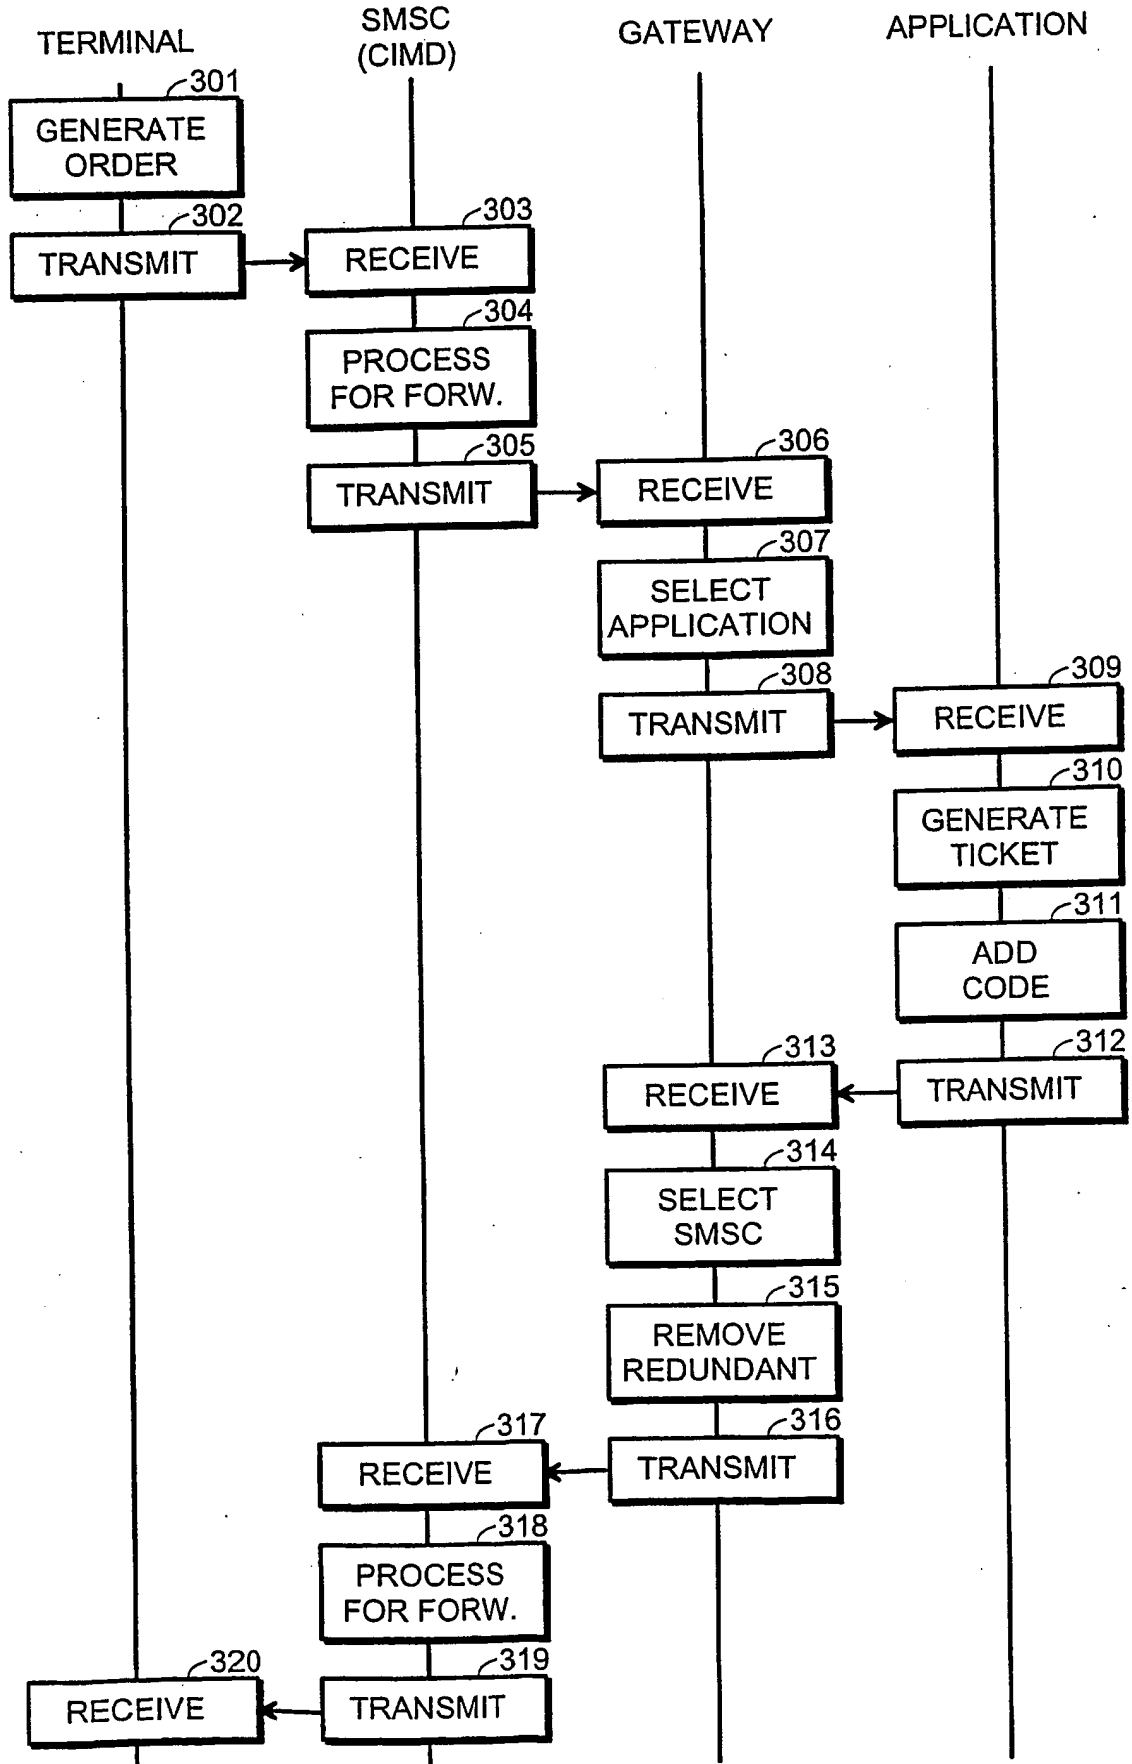 TERMINAL
SMSC
(CIMD)
GATEWAY
APPLICATION
301
GENERATE
ORDER
302
TRANSMIT
303
RECEIVE
304
PROCESS
FOR FORW.
305
TRANSMIT
306
RECEIVE
307
SELECT
APPLICATION
308
TRANSMIT
309
RECEIVE
310
GENERATE
TICKET
311
ADD
CODE
312
TRANSMIT
313
RECEIVE
314
SELECT
SMSC
315
REMOVE
REDUNDANT
316
TRANSMIT
317
RECEIVE
318
PROCESS
FOR FORW.
319
TRANSMIT
320
RECEIVE